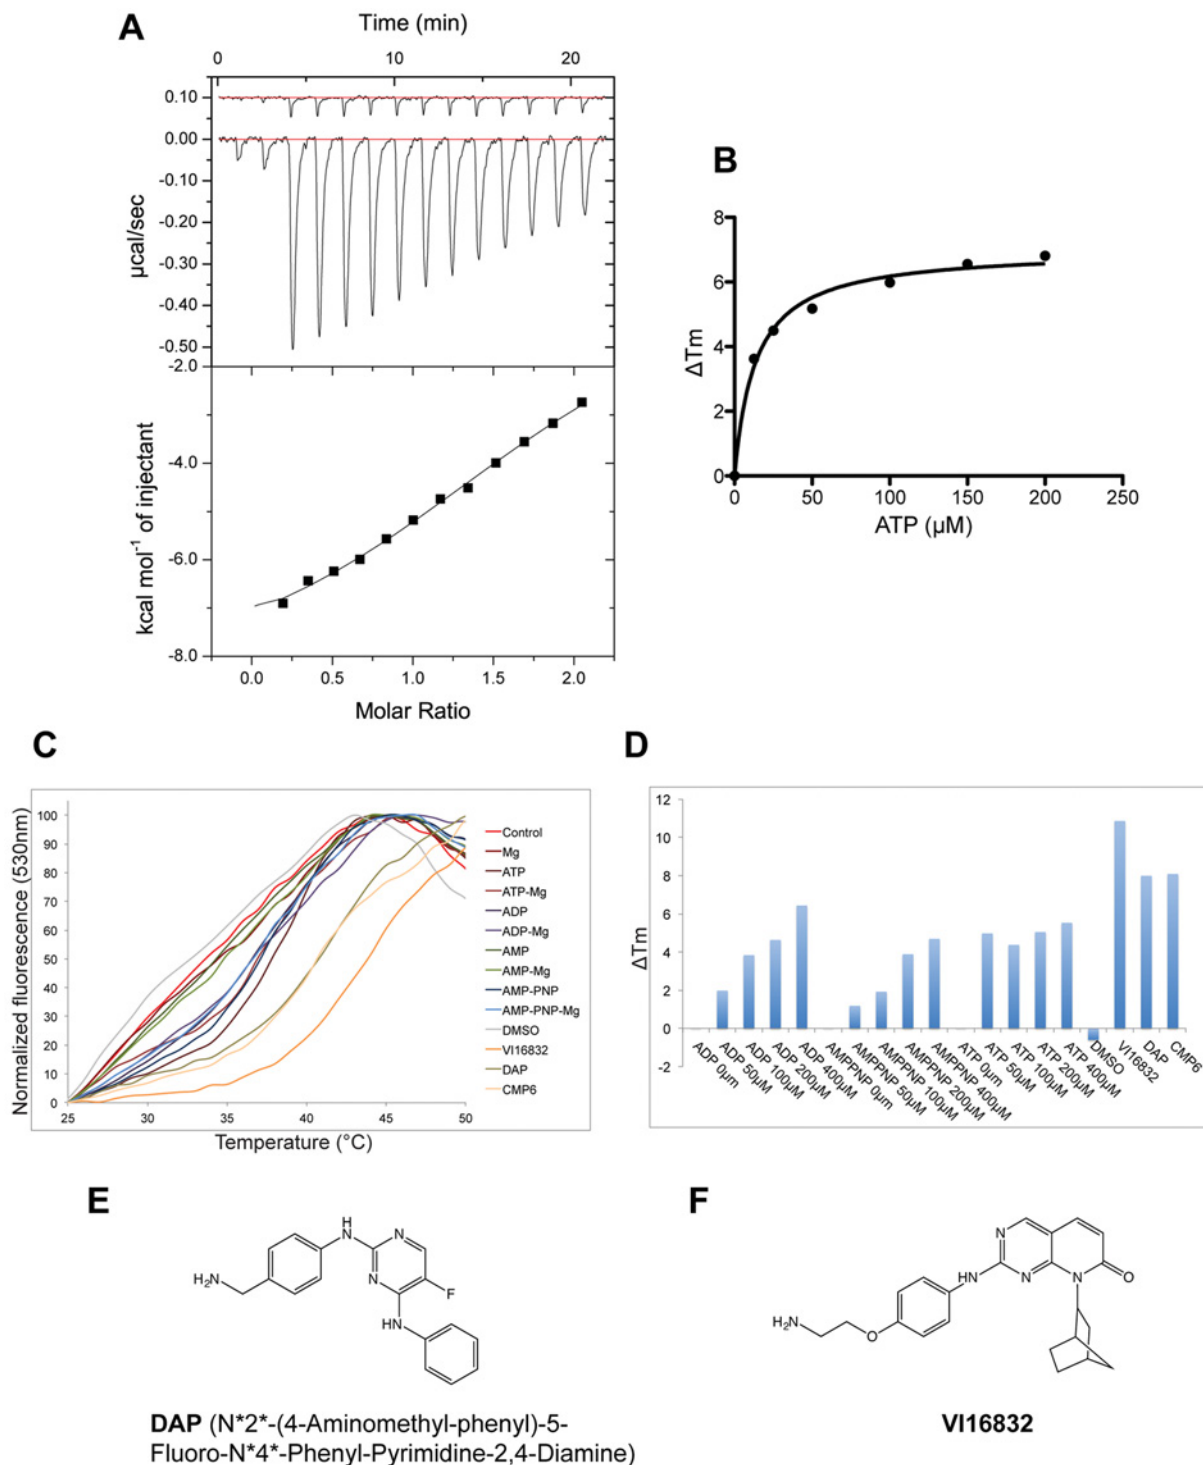 A
Time (min)
0 10 20
0.10
0.00
-0.10
-0.20
-0.30
-0.40
-0.50
µcal/sec
-2.0
-4.0
-6.0
-8.0
kcal mol⁻¹ of injectant
0.0 0.5 1.0 1.5 2.0
Molar Ratio
B
8
6
4
2
0
ΔTm
0 50 100 150 200 250
ATP (µM)
C
Normalized fluorescence (530nm)
100
90
80
70
60
50
40
30
20
10
0
25 30 35 40 45 50
Temperature (°C)
Control
Mg
ATP
ATP-Mg
ADP
ADP-Mg
AMP
AMP-Mg
AMP-PNP
AMP-PNP-Mg
DMSO
VI16832
DAP
CMP6
D
12
10
8
6
4
2
0
-2
ΔTm
ADP 0µm
ADP 50µM
ADP 100µM
ADP 200µM
ADP 400µM
AMPPNP 0µm
AMPPNP 50µM
AMPPNP 100µM
AMPPNP 200µM
AMPPNP 400µM
ATP 0µm
ATP 50µM
ATP 100µM
ATP 200µM
ATP 400µM
DMSO
VI16832
DAP
CMP6
E
H
N
N
N
F
H₂N
HN
DAP (N*2*-(4-Aminomethyl-phenyl)-5-
Fluoro-N*4*-Phenyl-Pyrimidine-2,4-Diamine)
F
N
HN
N
N
O
H₂N
O
VI16832